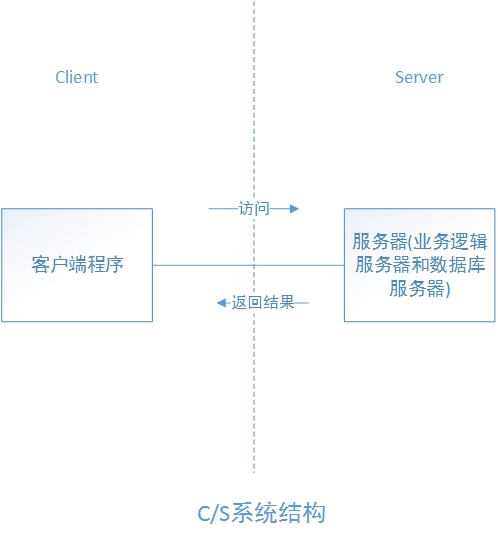 Client
Server
访问
客户端程序
服务器(业务逻辑
服务器和数据库
服务器)
返回结果
C/S系统结构